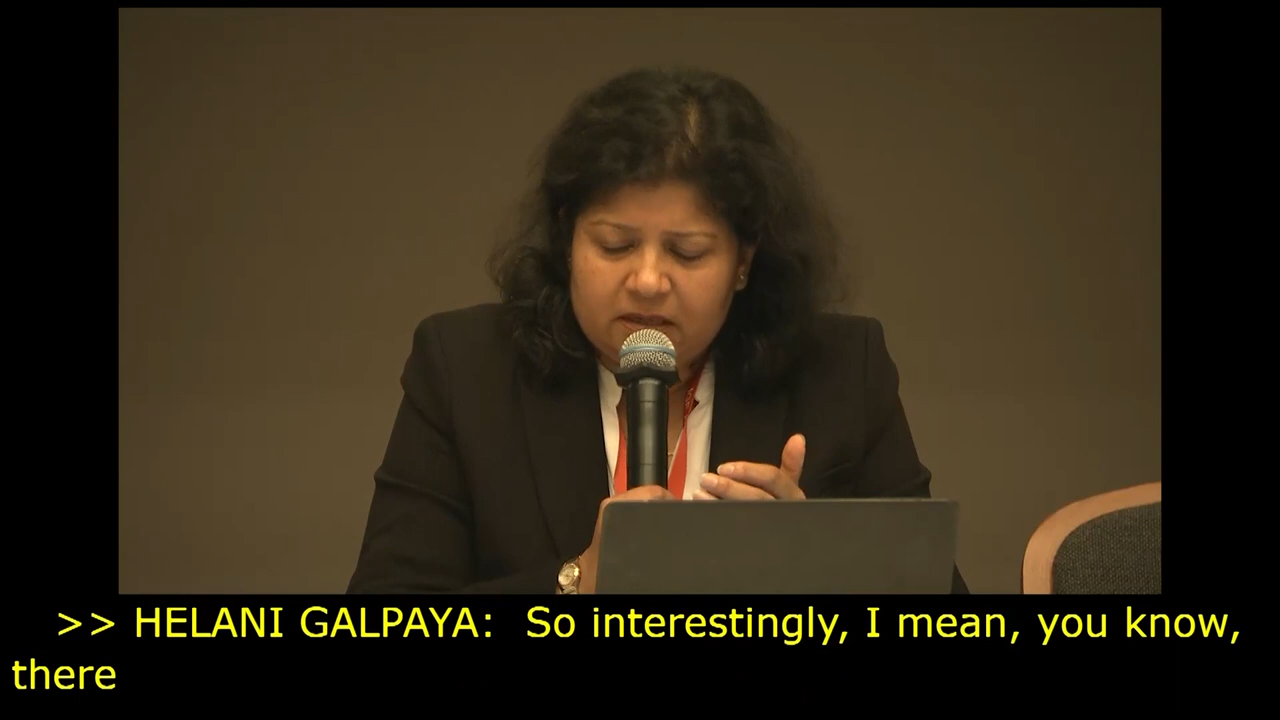 >> HELANI GALPAYA:  So interestingly, I mean, you know,
there